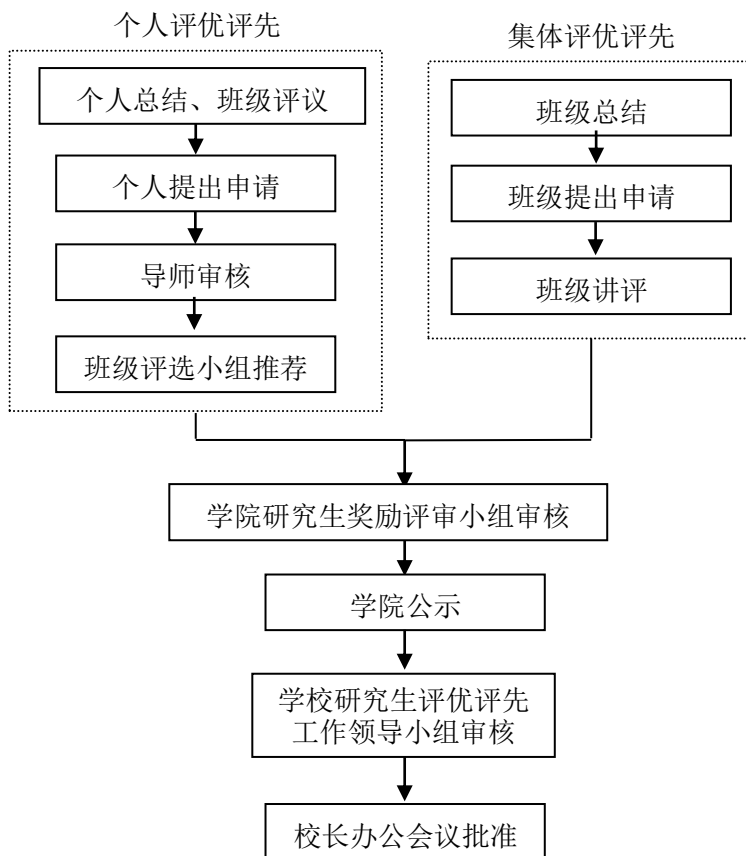 个人评优评先
个人总结、班级评议
个人提出申请
导师审核
班级评选小组推荐
集体评优评先
班级总结
班级提出申请
班级讲评
学院研究生奖励评审小组审核
学院公示
学校研究生评优评先
工作领导小组审核
校长办公会议批准